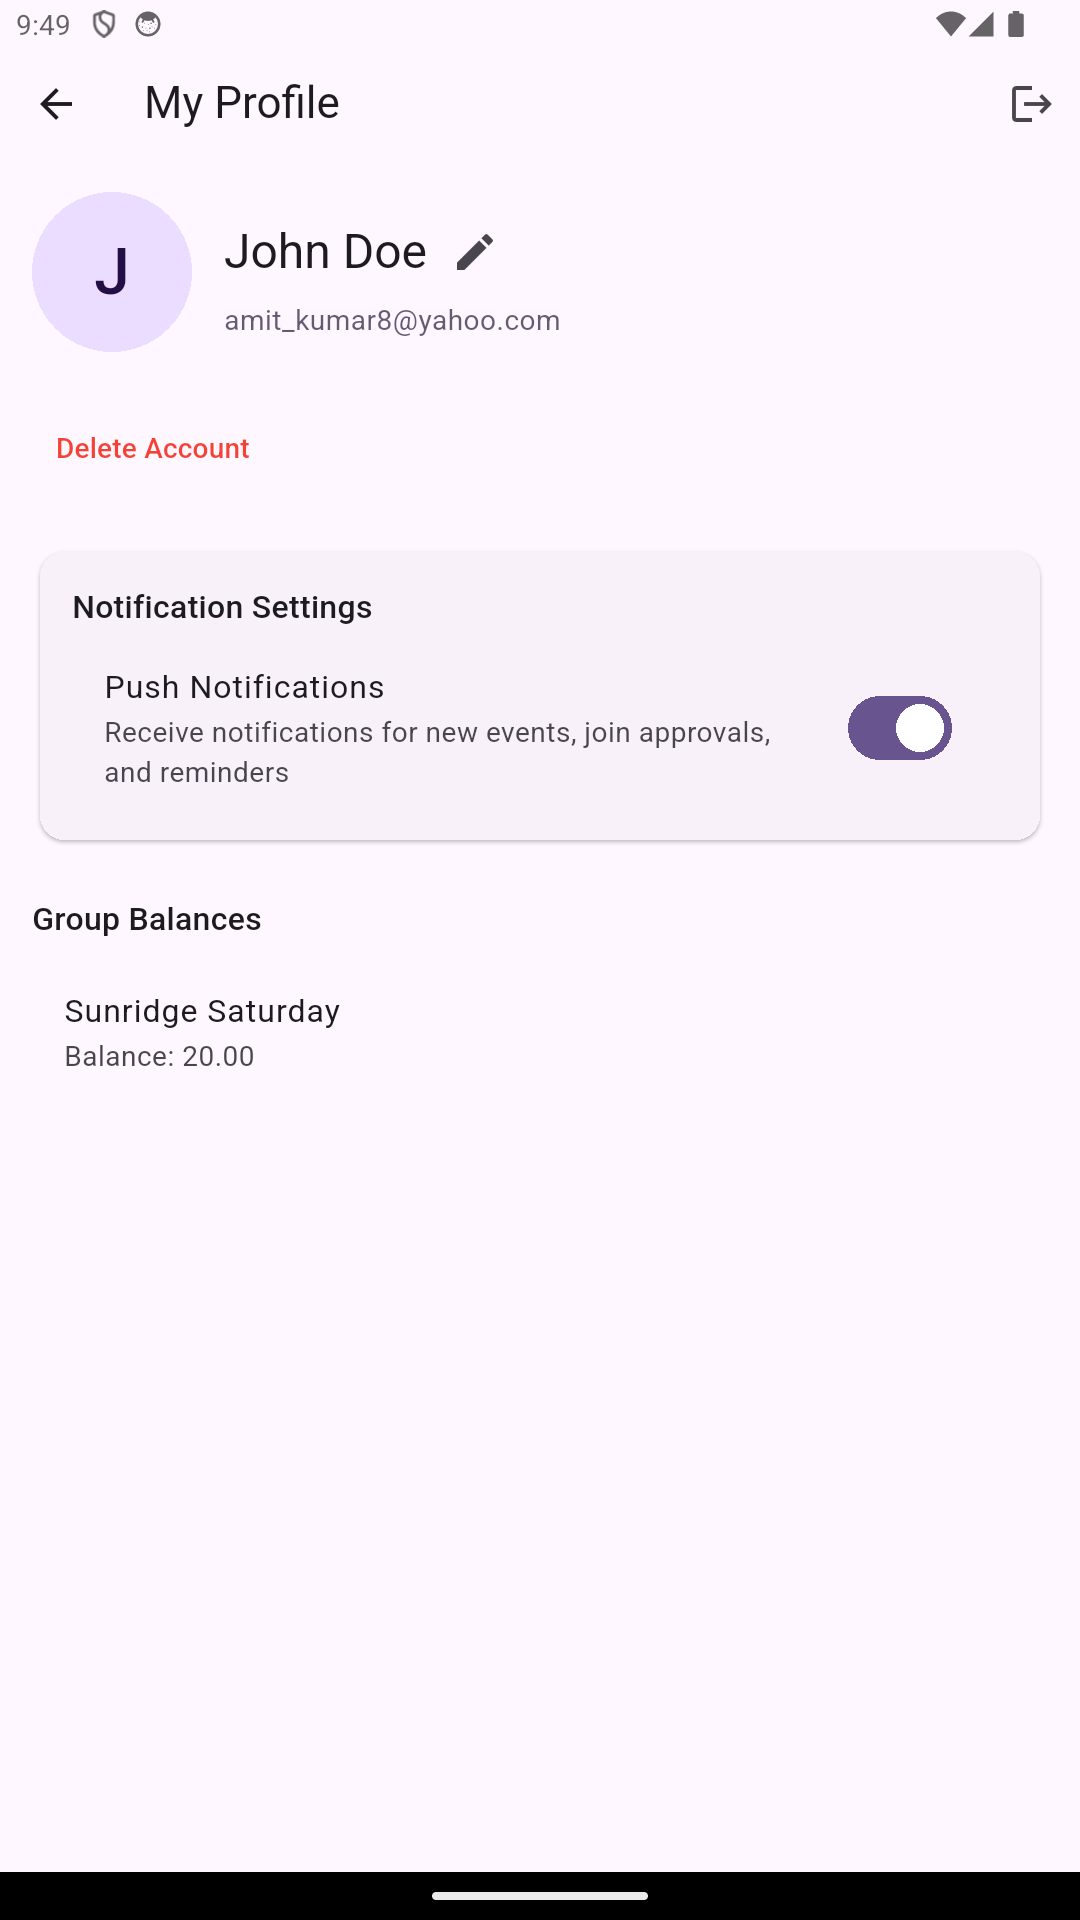 9:49
My Profile
J
John Doe
amit_kumar8@yahoo.com
Delete Account
Notification Settings
Push Notifications
Receive notifications for new events, join approvals,
and reminders
Group Balances
Sunridge Saturday
Balance: 20.00